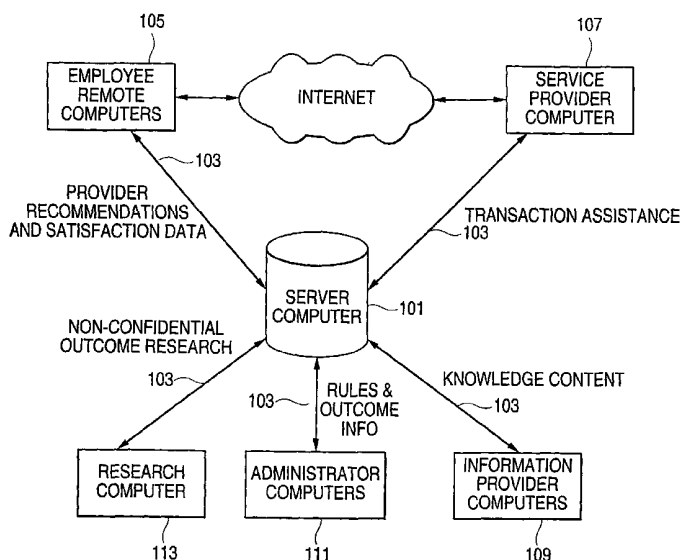 105
107
EMPLOYEE
REMOTE
COMPUTERS
INTERNET
SERVICE
PROVIDER
COMPUTER
103
PROVIDER
RECOMMENDATIONS
AND SATISFACTION DATA
TRANSACTION ASSISTANCE
103
SERVER
COMPUTER
101
NON-CONFIDENTIAL
OUTCOME RESEARCH
103
103
RULES &
OUTCOME
INFO
KNOWLEDGE CONTENT
103
RESEARCH
COMPUTER
ADMINISTRATOR
COMPUTERS
INFORMATION
PROVIDER
COMPUTERS
113
111
109